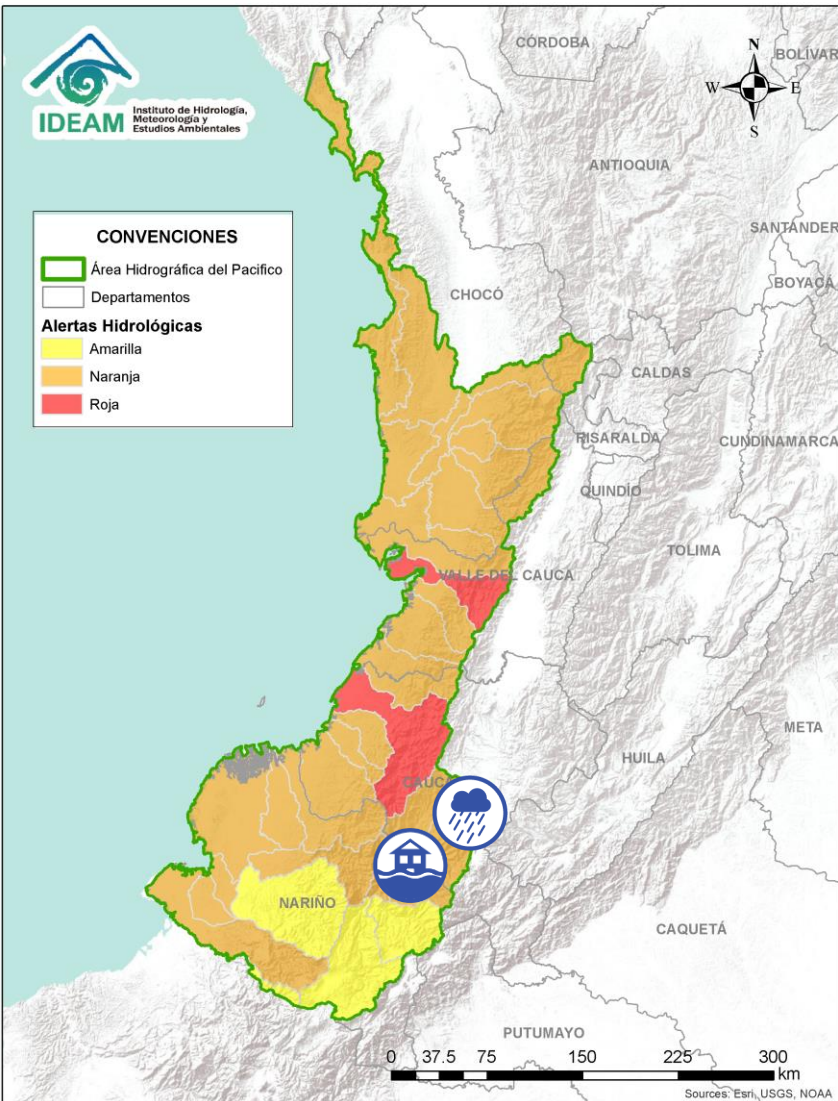 IDEAM
Instituto de Hidrología,
Meteorología y
Estudios Ambientales
CÓRDOBA
BOLIVAR
N
W
E
S
ANTIOQUIA
SANTANDER
BOYACÁ
CONVENCIONES
Área Hidrográfica del Pacifico
Departamentos
Alertas Hidrológicas
Amarilla
Naranja
Roja
CHOCÓ
CALDAS
RISARALDA
CUNDINAMARCA
QUINDÍO
TOLIMA
VALLE DEL CAUCA
META
HUILA
NARIÑO
CAQUETÁ
PUTUMAYO
0 37.5 75 150 225 300
km
Sources: Esri, USGS, NOAA